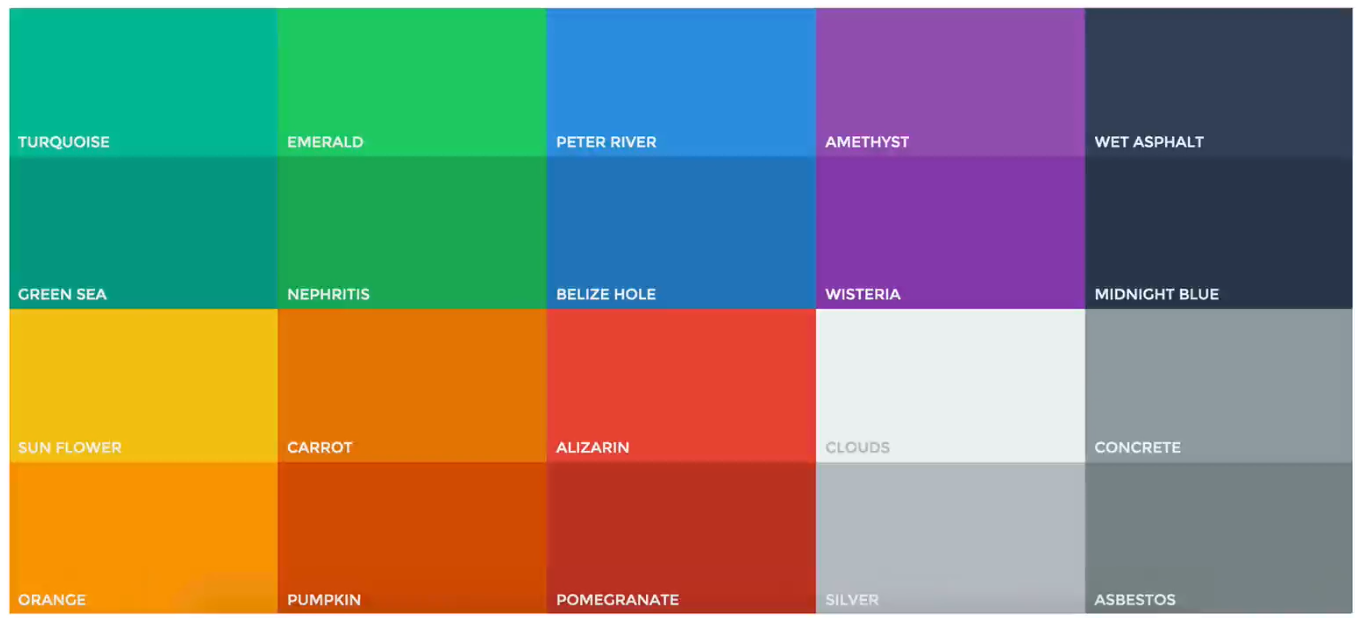 TURQUOISE
EMERALD
PETER RIVER
AMETHYST
WET ASPHALT
GREEN SEA
NEPHRITIS
BELIZE HOLE
WISTERIA
MIDNIGHT BLUE
SUN FLOWER
CARROT
ALIZARIN
CLOUDS
CONCRETE
ORANGE
PUMPKIN
POMEGRANATE
SILVER
ASBESTOS